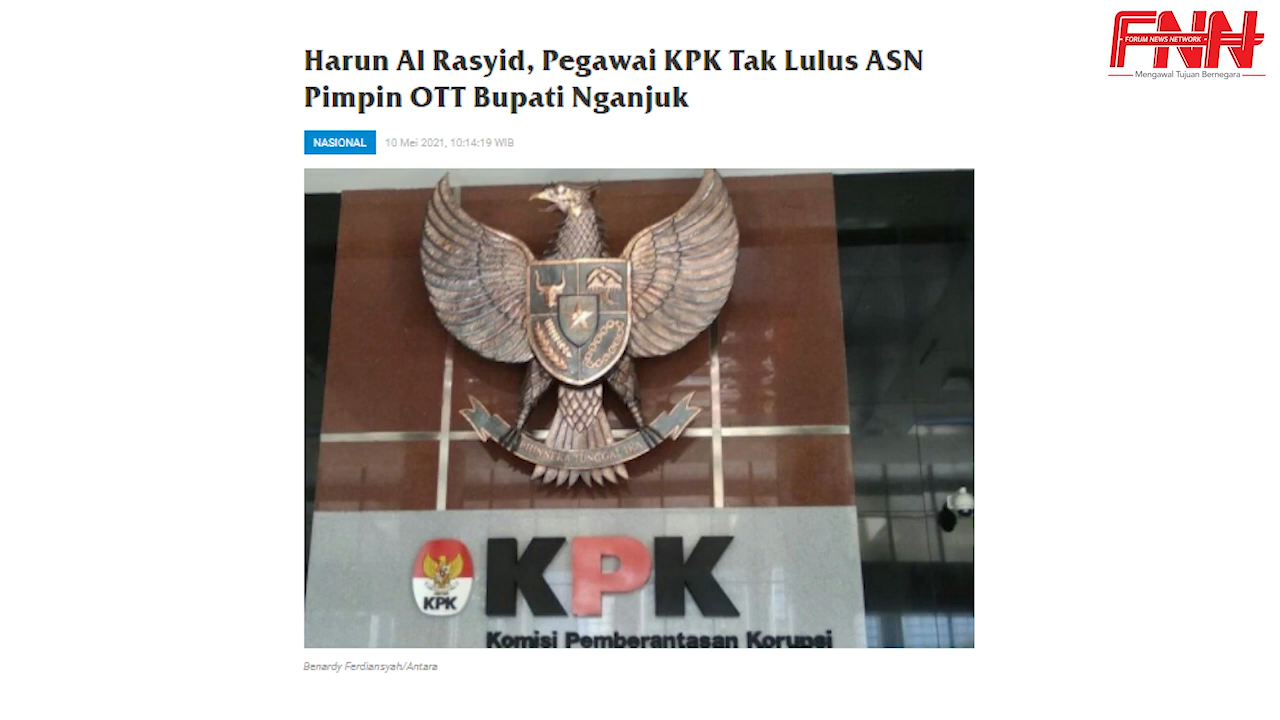 FNN
FORUM NEWS NETWORK
Mengawal Tujuan Bernegara
Harun Al Rasyid, Pegawai KPK Tak Lulus ASN
Pimpin OTT Bupati Nganjuk
NASIONAL 10 Mei 2021, 10:14:19 WIB
BHINNEKA TUNGGAL IKA
KPK KPK
Komisi Pemberantasan Korupsi
Benardy Ferdiansyah/Antara